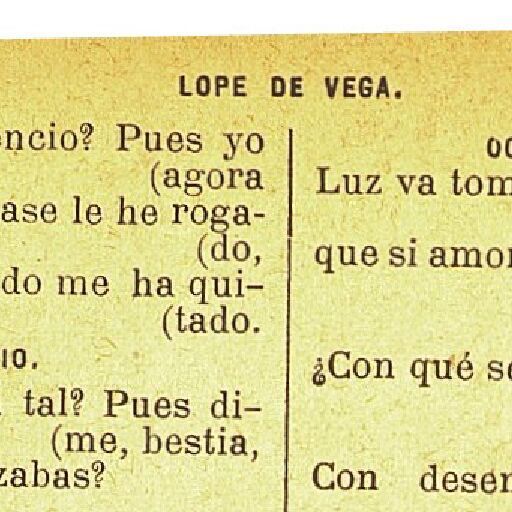 LOPE DE VEGA.
encio? Pues yo
(agora
ase le he roga-
(do,
do me ha qui-
(tado.
IO.
tal? Pues di-
(me, bestia,
zabas?
OC
Luz va tom
que si amor
¿Con qué se
Con deser